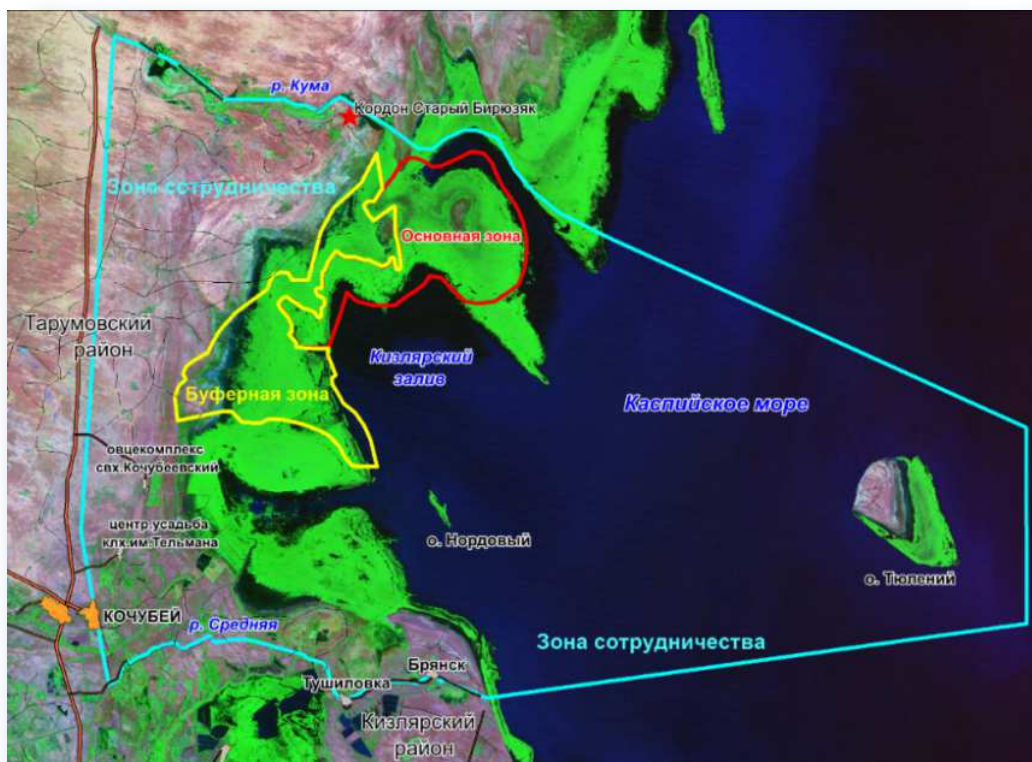 р. Кума
Кордон Старый Бирюзяк
Зона сотрудничества
Основная зона
Тарумовский
район
Кизлярский
залив
Буферная зона
Каспийское море
овцекомплекс
свх.Кочубеевский
центр.усадьба
клх.им.Тельмана
о. Нордовый
о. Тюлений
КОЧУБЕЙ
р. Средняя
Зона сотрудничества
Брянск
Тушиловка
Кизлярский
район